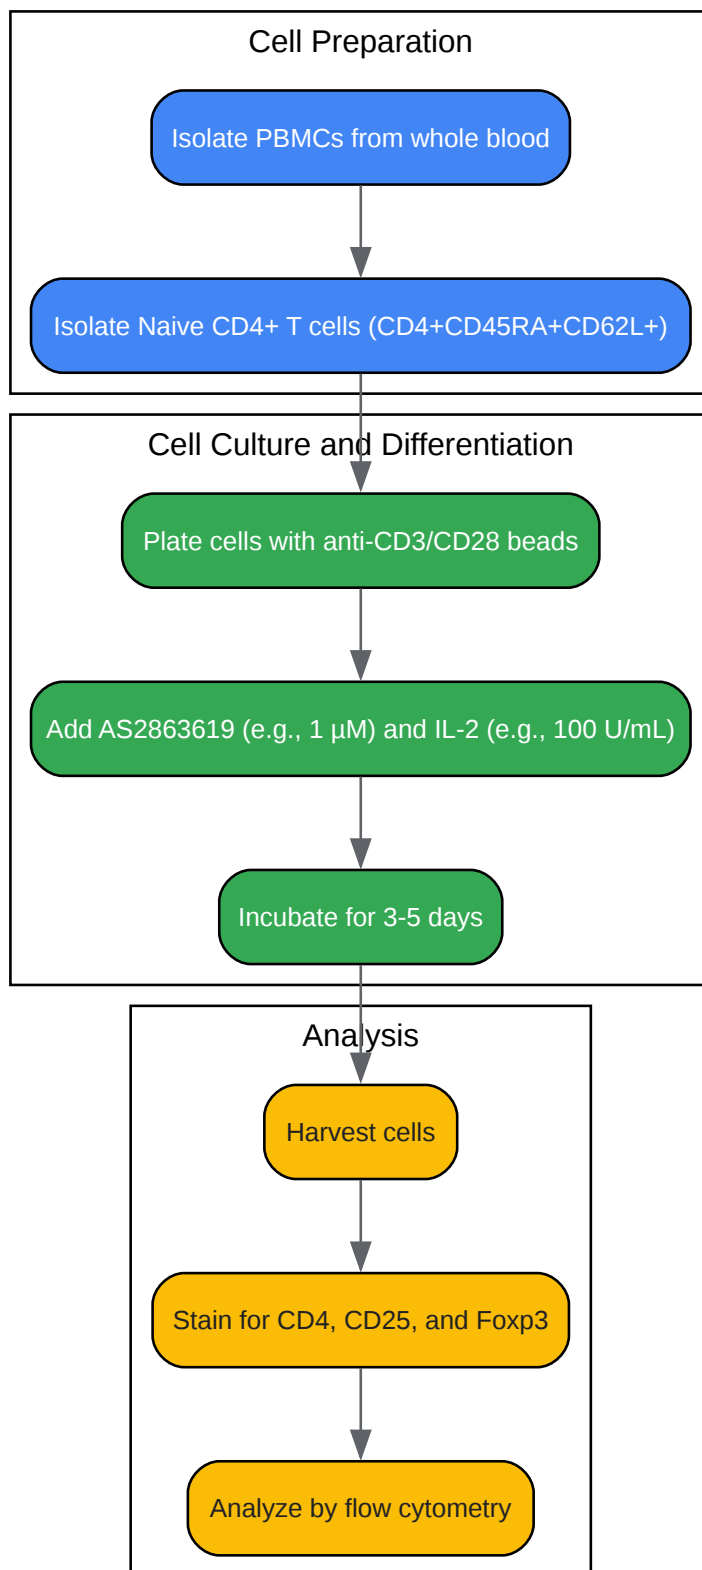 Cell Preparation
Isolate PBMCs from whole blood
Isolate Naive CD4+ T cells (CD4+CD45RA+CD62L+)
Cell Culture and Differentiation
Plate cells with anti-CD3/CD28 beads
Add AS2863619 (e.g., 1 µM) and IL-2 (e.g., 100 U/mL)
Incubate for 3-5 days
Analysis
Harvest cells
Stain for CD4, CD25, and Foxp3
Analyze by flow cytometry